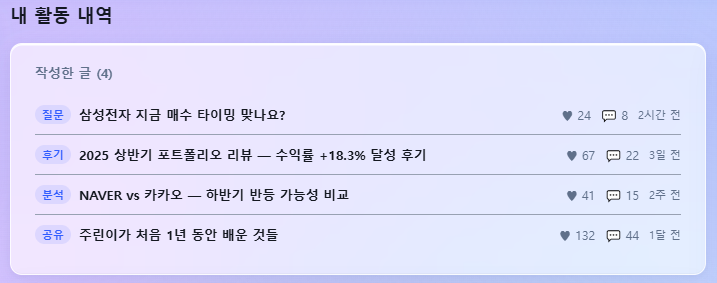 내 활동 내역
작성한 글 (4)
질문 삼성전자 지금 매수 타이밍 맞나요? ♥ 24 💬 8 2시간 전
후기 2025 상반기 포트폴리오 리뷰 — 수익률 +18.3% 달성 후기 ♥ 67 💬 22 3일 전
분석 NAVER vs 카카오 — 하반기 반등 가능성 비교 ♥ 41 💬 15 2주 전
공유 주린이가 처음 1년 동안 배운 것들 ♥ 132 💬 44 1달 전